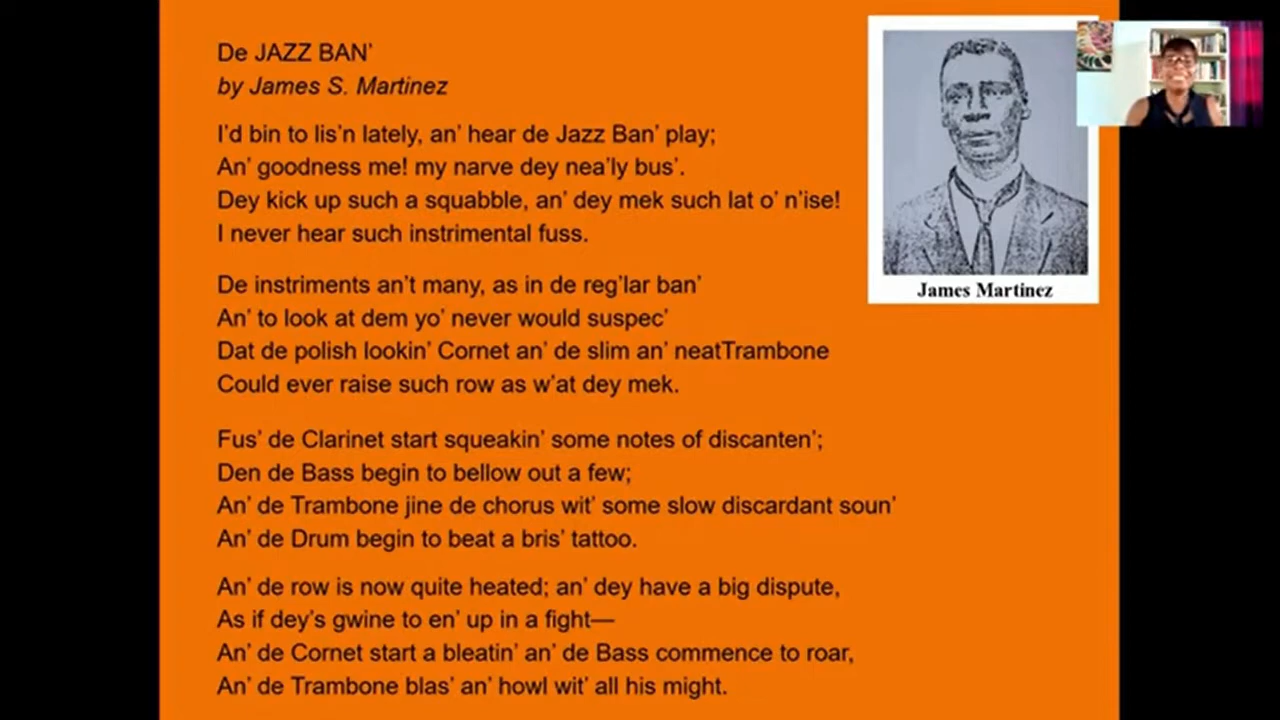 De JAZZ BAN’
by James S. Martinez
I’d bin to lis’n lately, an’ hear de Jazz Ban’ play;
An’ goodness me! my narve dey nea’ly bus’.
Dey kick up such a squabble, an’ dey mek such lat o’ n’ise!
I never hear such instrimental fuss.
De instriments an’t many, as in de reg’lar ban’
An’ to look at dem yo’ never would suspec’
Dat de polish lookin’ Cornet an’ de slim an’ neatTrambone
Could ever raise such row as w’at dey mek.
Fus’ de Clarinet start squeakin’ some notes of discanten’;
Den de Bass begin to bellow out a few;
An’ de Trambone jine de chorus wit’ some slow discardant soun’
An’ de Drum begin to beat a bris’ tattoo.
An’ de row is now quite heated; an’ dey have a big dispute,
As if dey’s gwine to en’ up in a fight—
An’ de Cornet start a bleatin’ an’ de Bass commence to roar,
An’ de Trambone blas’ an’ howl wit’ all his might.
James Martinez